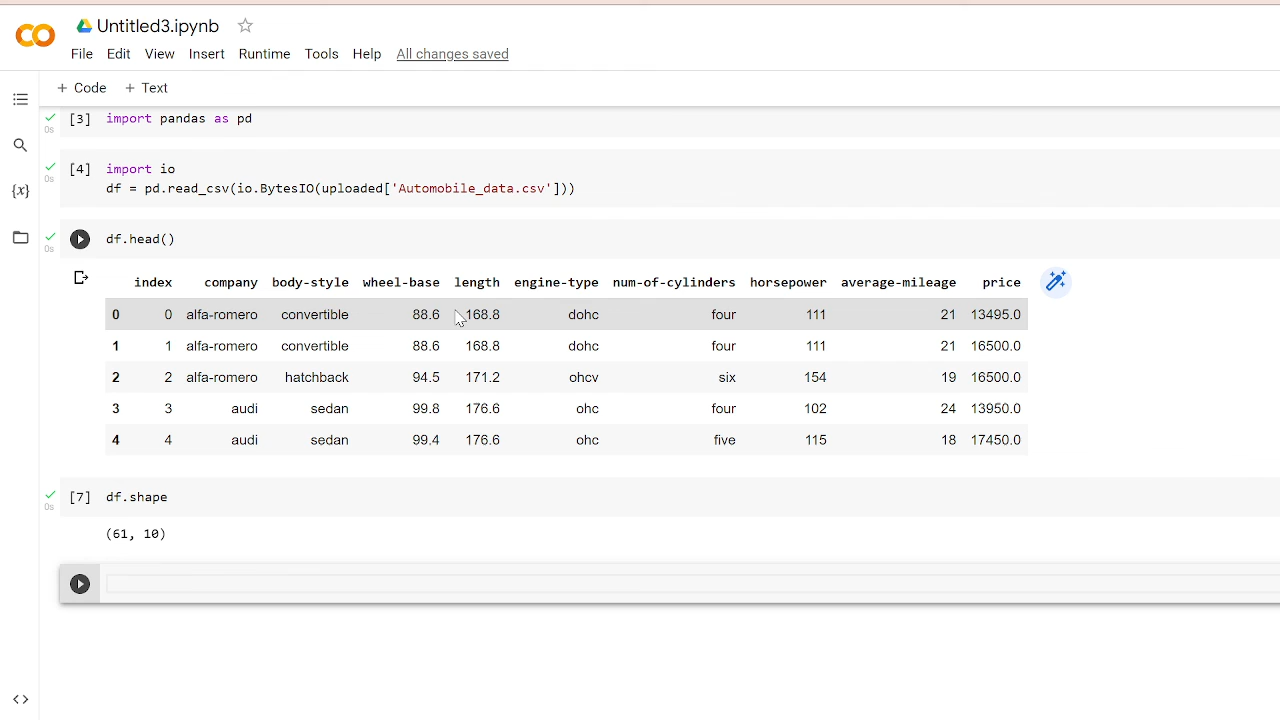 Untitled3.ipynb
File Edit View Insert Runtime Tools Help All changes saved
+ Code + Text
0s [3] import pandas as pd
[4] import io
0s df = pd.read_csv(io.BytesIO(uploaded['Automobile_data.csv']))
0s df.head()
index company body-style wheel-base length engine-type num-of-cylinders horsepower average-mileage price
0 0 alfa-romero convertible 88.6 168.8 dohc four 111 21 13495.0
1 1 alfa-romero convertible 88.6 168.8 dohc four 111 21 16500.0
2 2 alfa-romero hatchback 94.5 171.2 ohcv six 154 19 16500.0
3 3 audi sedan 99.8 176.6 ohc four 102 24 13950.0
4 4 audi sedan 99.4 176.6 ohc five 115 18 17450.0
0s [7] df.shape
(61, 10)